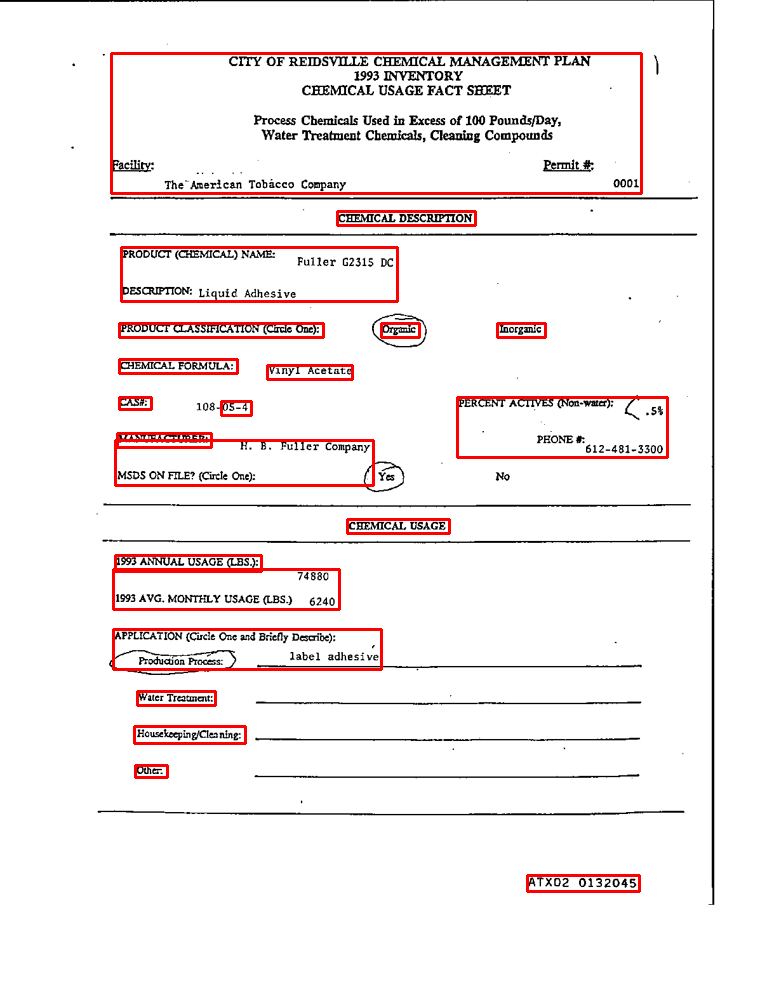 CITY OF REIDSVILLE CHEMICAL MANAGEMENT PLAN
1993 INVENTORY
CHEMICAL USAGE FACT SHEET
Process Chemicals Used in Excess of 100 Pounds/Day,
Water Treatment Chemicals, Cleaning Compounds
Facility: Permit #:
The American Tobacco Company 0001
CHEMICAL DESCRIPTION
PRODUCT (CHEMICAL) NAME: Fuller G2315 DC
DESCRIPTION: Liquid Adhesive
PRODUCT CLASSIFICATION (Circle One): Organic Inorganic
CHEMICAL FORMULA: Vinyl Acetate
CAS#: 108-05-4 PERCENT ACTIVES (Non-water): < .5%
MANUFACTURER: H. B. Fuller Company PHONE #: 612-481-3300
MSDS ON FILE? (Circle One): Yes No
CHEMICAL USAGE
1993 ANNUAL USAGE (LBS.): 74880
1993 AVG. MONTHLY USAGE (LBS.) 6240
APPLICATION (Circle One and Briefly Describe):
Production Process: label adhesive
Water Treatment:
Housekeeping/Cleaning:
Other:
ATX02 0132045